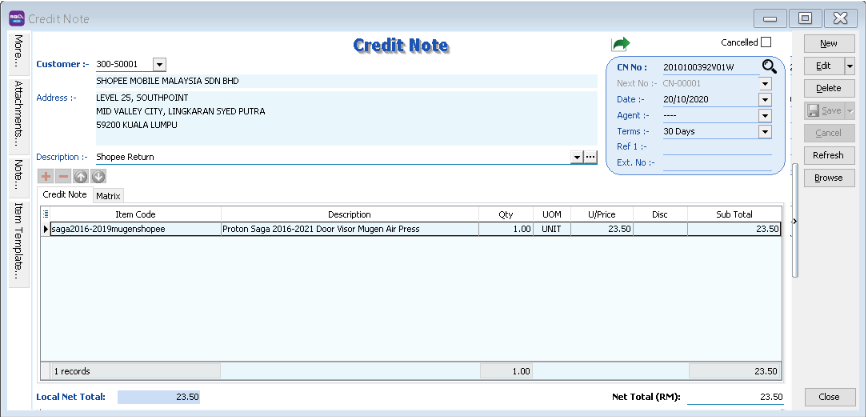 Credit Note
More...
Attachments...
Note...
Item Template...
Credit Note
Cancelled
Customer :- 300-S0001
SHOPEE MOBILE MALAYSIA SDN BHD
Address :- LEVEL 25, SOUTHPOINT
MID VALLEY CITY, LINGKARAN SYED PUTRA
59200 KUALA LUMPU
Description :- Shopee Return
CN No : 2010100392V01W
Next No :- CN-00001
Date :- 20/10/2020
Agent :- ----
Terms :- 30 Days
Ref 1 :-
Ext. No :-
New
Edit
Delete
Save
Cancel
Refresh
Browse
Credit Note Matrix
Item Code Description Qty UOM U/Price Disc Sub Total
saga2016-2019mugenshopee Proton Saga 2016-2021 Door Visor Mugen Air Press 1.00 UNIT 23.50 23.50
1 records 1.00 23.50
Local Net Total: 23.50 Net Total (RM): 23.50
Close